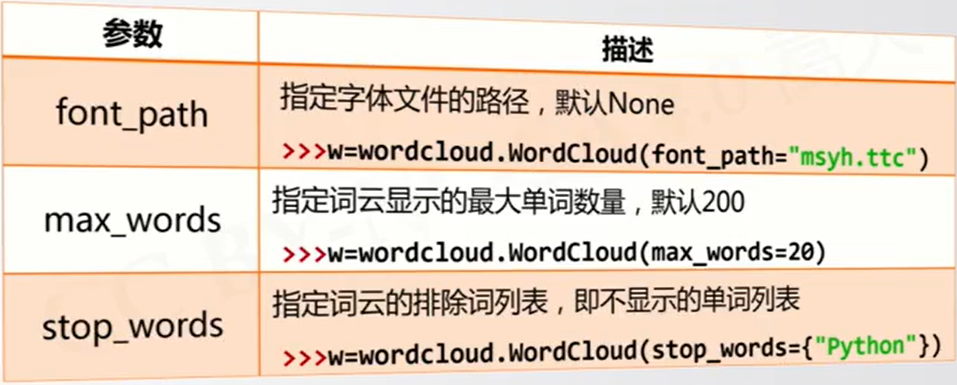 参数
描述
font_path
指定字体文件的路径，默认None
>>>w=wordcloud.WordCloud(font_path="msyh.ttc")
max_words
指定词云显示的最大单词数量，默认200
>>>w=wordcloud.WordCloud(max_words=20)
stop_words
指定词云的排除词列表，即不显示的单词列表
>>>w=wordcloud.WordCloud(stop_words={"Python"})